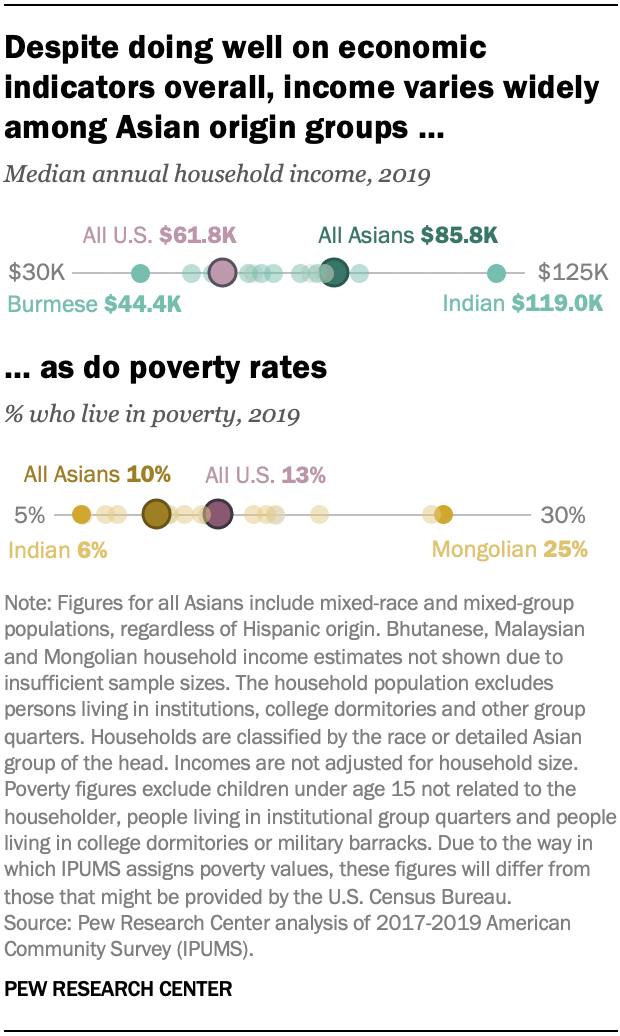 Despite doing well on economic
indicators overall, income varies widely
among Asian origin groups ...
Median annual household income, 2019
All U.S. $61.8K All Asians $85.8K
$30K $125K
Burmese $44.4K Indian $119.0K
... as do poverty rates
% who live in poverty, 2019
All Asians 10% All U.S. 13%
5% 30%
Indian 6% Mongolian 25%
Note: Figures for all Asians include mixed-race and mixed-group
populations, regardless of Hispanic origin. Bhutanese, Malaysian
and Mongolian household income estimates not shown due to
insufficient sample sizes. The household population excludes
persons living in institutions, college dormitories and other group
quarters. Households are classified by the race or detailed Asian
group of the head. Incomes are not adjusted for household size.
Poverty figures exclude children under age 15 not related to the
householder, people living in institutional group quarters and people
living in college dormitories or military barracks. Due to the way in
which IPUMS assigns poverty values, these figures will differ from
those that might be provided by the U.S. Census Bureau.
Source: Pew Research Center analysis of 2017-2019 American
Community Survey (IPUMS).
PEW RESEARCH CENTER